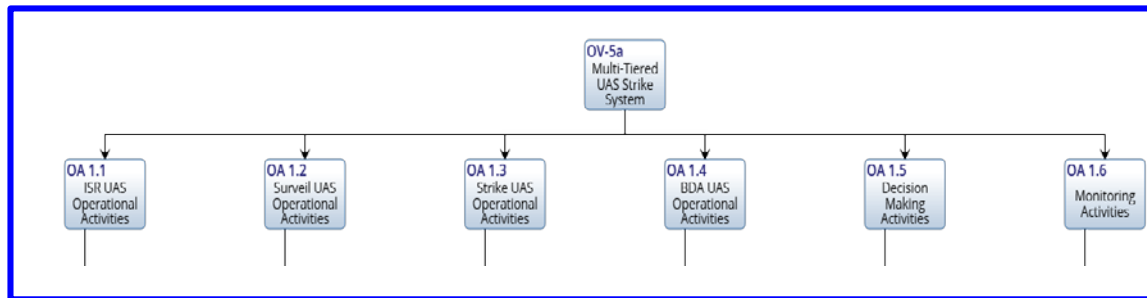 OV-5a
Multi-Tiered
UAS Strike
System
OA 1.1
ISR UAS
Operational
Activities
OA 1.2
Surveil UAS
Operational
Activities
OA 1.3
Strike UAS
Operational
Activities
OA 1.4
BDA UAS
Operational
Activities
OA 1.5
Decision
Making
Activities
OA 1.6
Monitoring
Activities